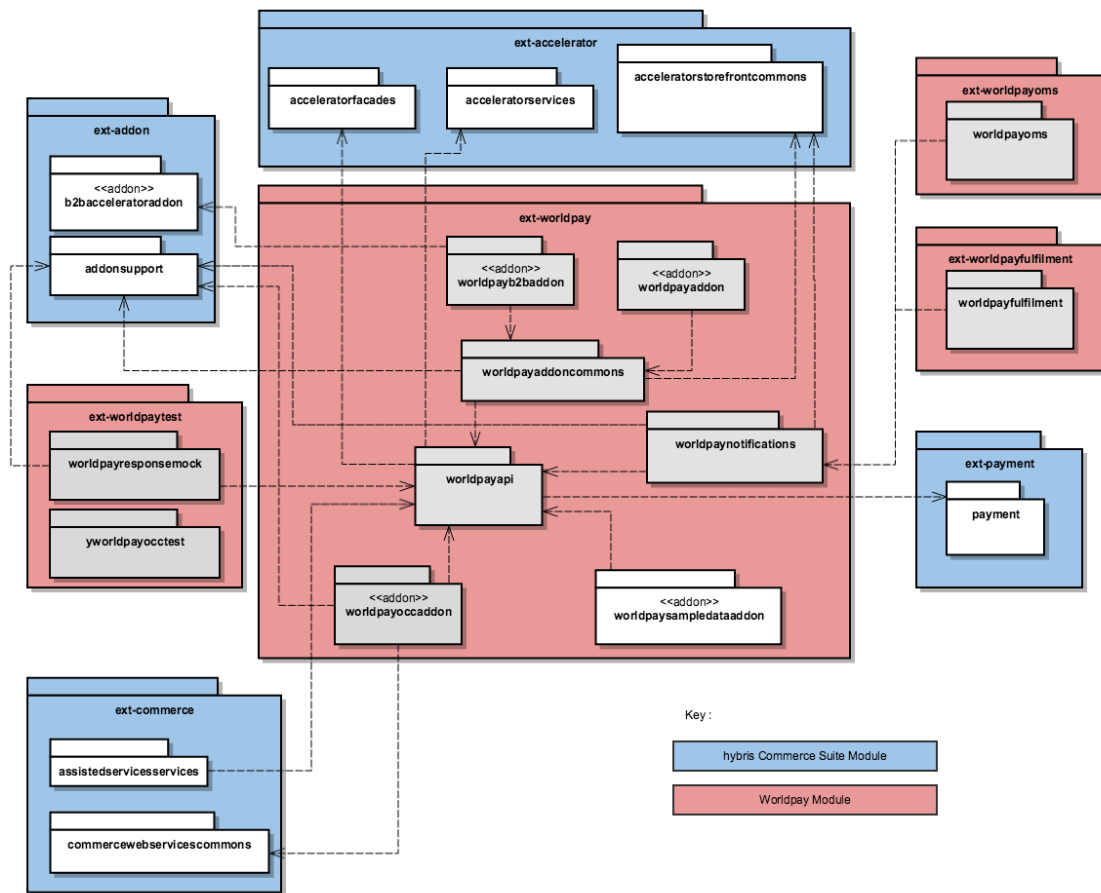 ext-accelerator
acceleratorfacades
acceleratorservices
acceleratorstorefrontcommons
ext-addon
<<addon>>
b2bacceleratoraddon
addonsupport
ext-worldpayoms
worldpayoms
ext-worldpay
<<addon>>
worldpayb2baddon
<<addon>>
worldpayaddon
worldpayaddoncommons
worldpaynotifications
worldpayapi
<<addon>>
worldpayoccaddon
<<addon>>
worldpaysampledataaddon
ext-worldpayfulfilment
worldpayfulfilment
ext-worldpaytest
worldpayresponsemock
yworldpayocctest
ext-payment
payment
ext-commerce
assistedservicesservices
commercewebservicescommons
Key :
hybris Commerce Suite Module
Worldpay Module